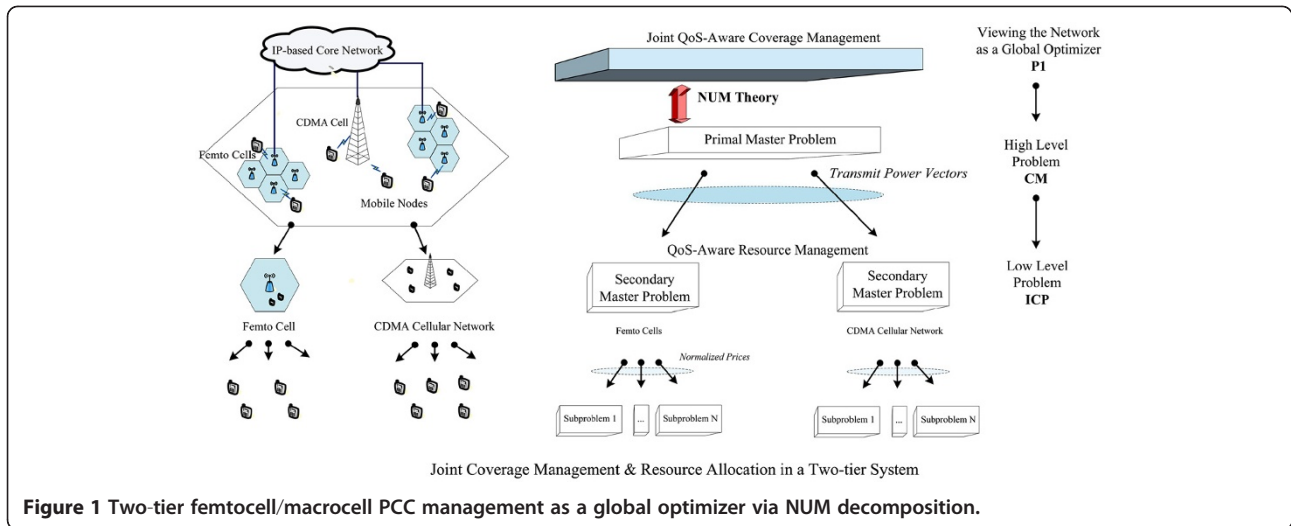 IP-based Core Network
CDMA Cell
Femto Cells
Mobile Nodes
Femto Cell
CDMA Cellular Network
Joint QoS-Aware Coverage Management
NUM Theory
Primal Master Problem
Transmit Power Vectors
QoS-Aware Resource Management
Secondary
Master Problem
Secondary
Master Problem
Femto Cells
CDMA Cellular Network
Normalized Prices
Subproblem 1
...
Subproblem N
Subproblem 1
...
Subproblem N
Viewing the Network
as a Global Optimizer
P1
High Level
Problem
CM
Low Level
Problem
ICP
Joint Coverage Management & Resource Allocation in a Two-tier System
Figure 1 Two-tier femtocell/macrocell PCC management as a global optimizer via NUM decomposition.